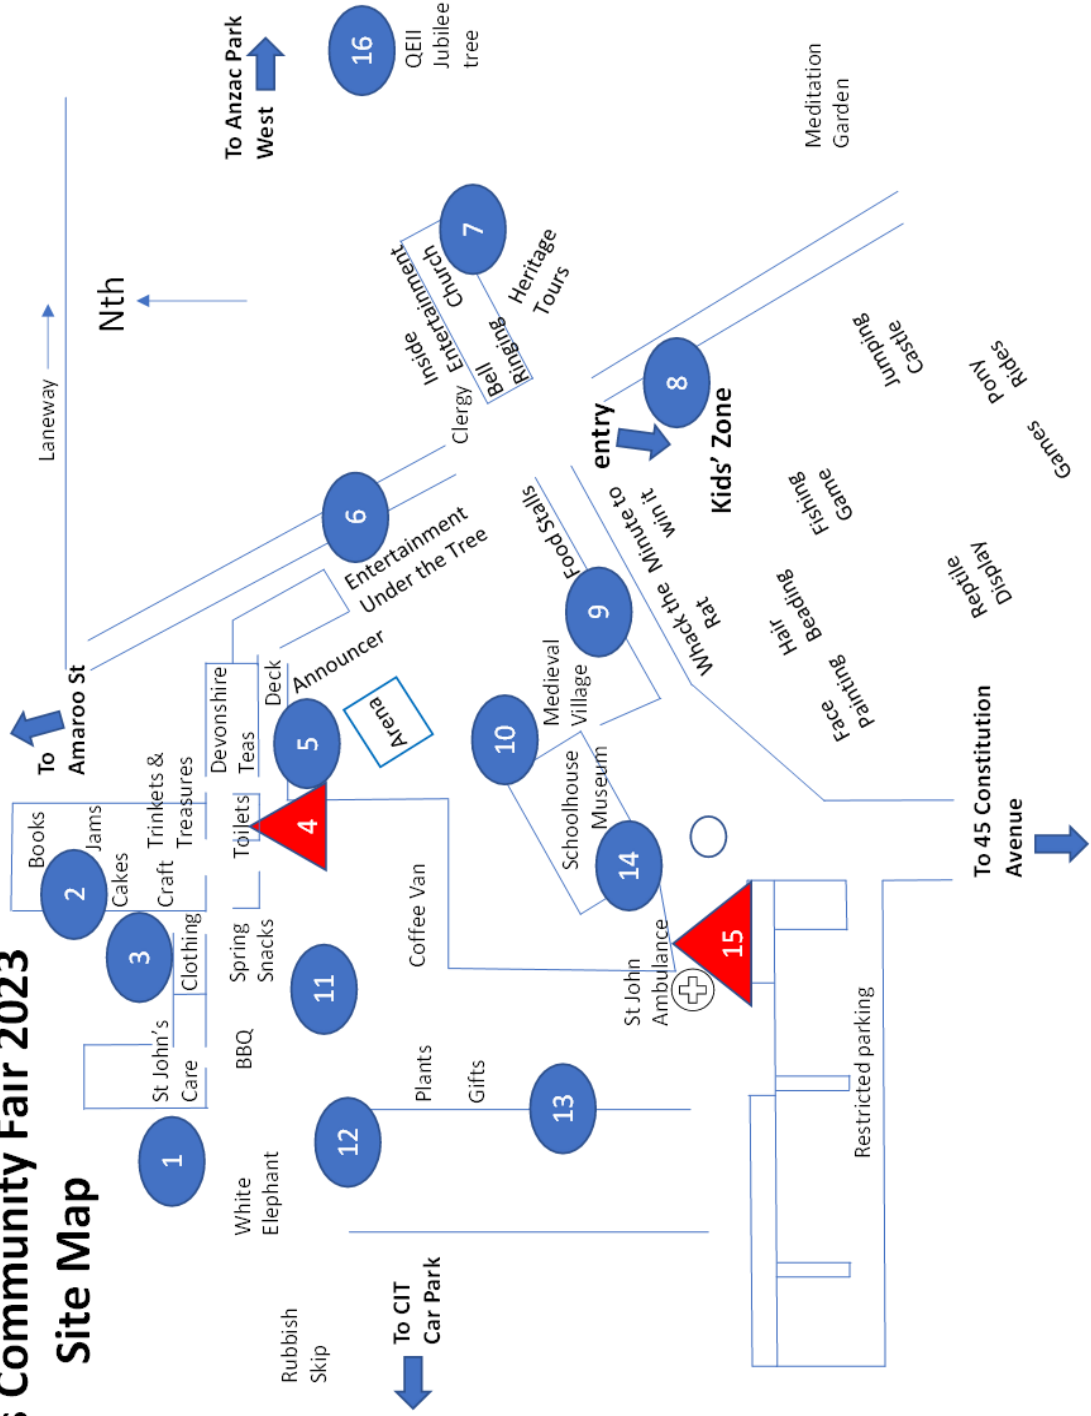 s Community Fair 2023
Site Map
To
Amaroo St
Laneway
Nth
To Anzac Park
West
16
QEII
Jubilee
tree
Meditation
Garden
Books
Jams
2
Cakes
Trinkets &
Treasures
Craft
3
Clothing
St John's
Care
1
Devonshire
Teas
Deck
Toilets
4
5
Announcer
Arena
Spring
Snacks
BBQ
11
White
Elephant
12
Rubbish
Skip
To CIT
Car Park
Plants
Gifts
13
Coffee Van
6
Entertainment
Under the Tree
Clergy
Inside
Entertainment
Church
Bell
Ringing
7
Heritage
Tours
entry
8
Kids' Zone
Food Stalls
9
Medieval
Village
10
Schoolhouse
Museum
14
St John
Ambulance
15
Restricted parking
To 45 Constitution
Avenue
Minute to
win it
Whack the
Rat
Hair
Beading
Face
painting
Fishing
Game
Jumping
Castle
Pony
Rides
Games
Reptile
Display